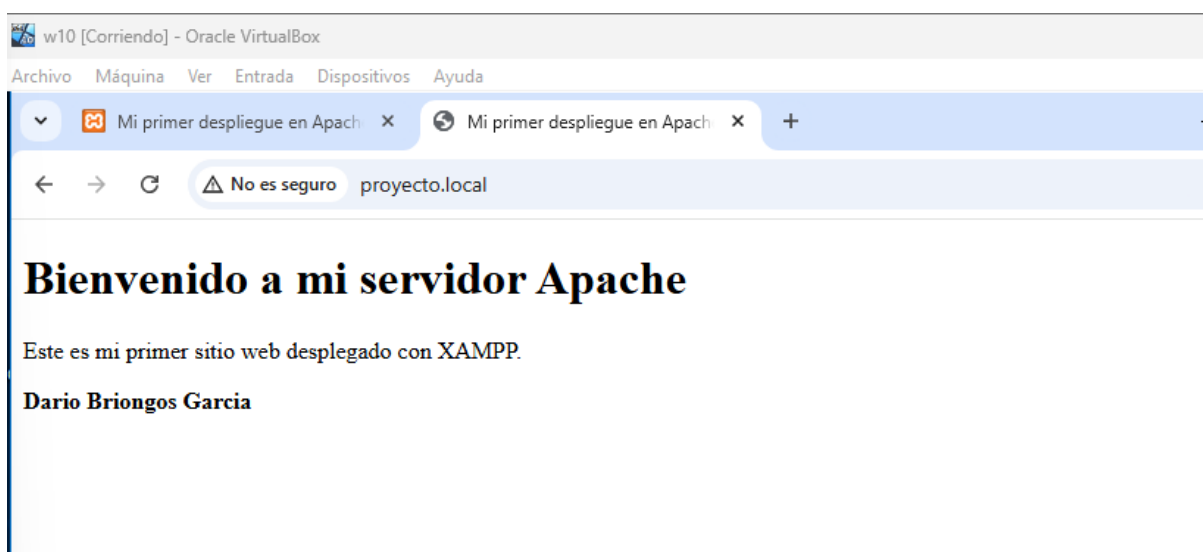 w10 [Corriendo] - Oracle VirtualBox
Archivo Máquina Ver Entrada Dispositivos Ayuda
Mi primer despliegue en Apach Mi primer despliegue en Apach
No es seguro proyecto.local
Bienvenido a mi servidor Apache
Este es mi primer sitio web desplegado con XAMPP.
Dario Briongos Garcia